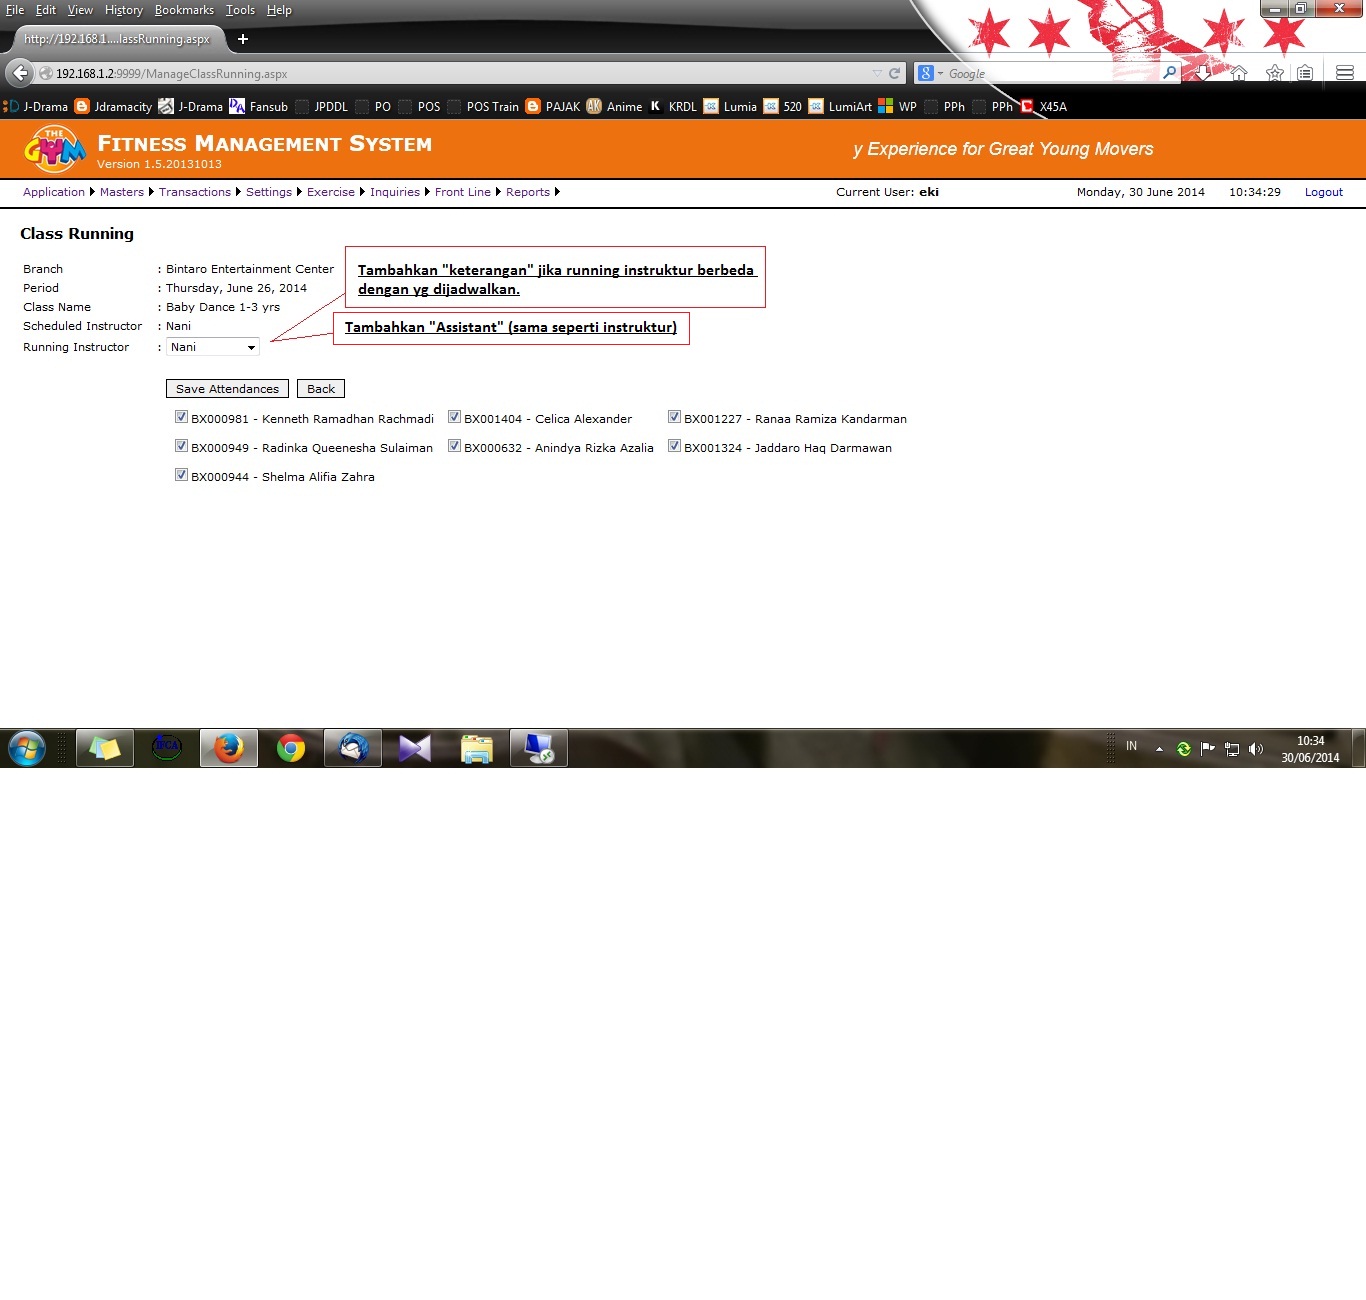 File Edit View History Bookmarks Tools Help
http://192.168.1....lassRunning.aspx +
192.168.1.2:9999/ManageClassRunning.aspx
Google
J-Drama Jdramacity J-Drama Fansub JPDDL PO POS POS Train PAJAK Anime KRDL Lumia 520 LumiArt WP PPh PPh X45A
THE GYM
FITNESS MANAGEMENT SYSTEM
Version 1.5.20131013
y Experience for Great Young Movers
Application Masters Transactions Settings Exercise Inquiries Front Line Reports Current User: eki Monday, 30 June 2014 10:34:29 Logout
Class Running
Branch : Bintaro Entertainment Center
Period : Thursday, June 26, 2014
Class Name : Baby Dance 1-3 yrs
Scheduled Instructor : Nani
Running Instructor : Nani
Tambahkan "keterangan" jika running instruktur berbeda
dengan yg dijadwalkan.
Tambahkan "Assistant" (sama seperti instruktur)
Save Attendances Back
BX000981 - Kenneth Ramadhan Rachmadi BX001404 - Celica Alexander BX001227 - Ranaa Ramiza Kandarman
BX000949 - Radinka Queenesha Sulaiman BX000632 - Anindya Rizka Azalia BX001324 - Jaddaro Haq Darmawan
BX000944 - Shelma Alifia Zahra
IFCA
IN
10:34
30/06/2014